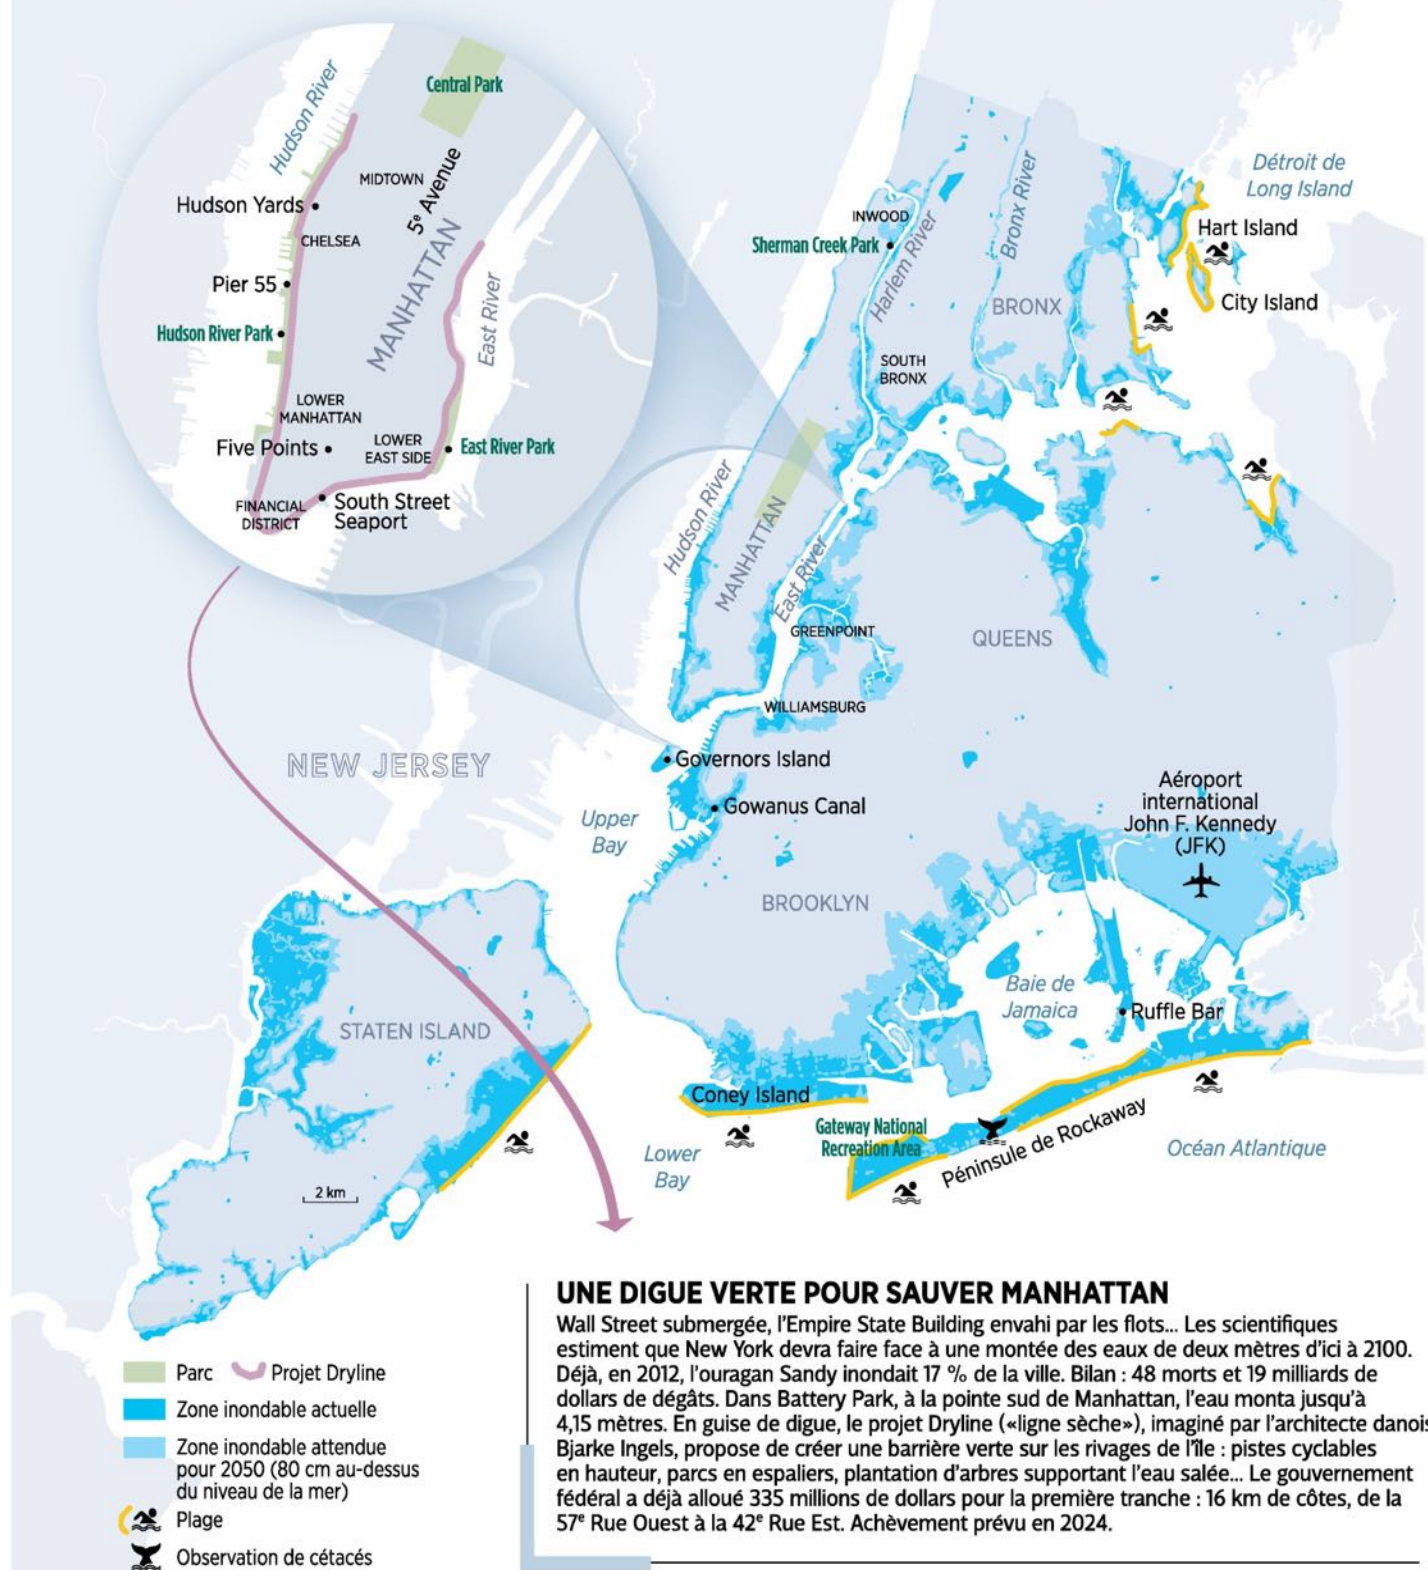 Hudson River
Central Park
MIDTOWN
5e Avenue
Hudson Yards
CHELSEA
MANHATTAN
Pier 55
East River
Hudson River Park
LOWER
MANHATTAN
Five Points
LOWER
EAST SIDE
East River Park
FINANCIAL
DISTRICT
South Street
Seaport
Détroit de
Long Island
INWOOD
Sherman Creek Park
Harlem River
Bronx River
Hart Island
BRONX
City Island
SOUTH
BRONX
Hudson River
MANHATTAN
East River
GREENPOINT
QUEENS
WILLIAMSBURG
NEW JERSEY
Governors Island
Gowanus Canal
Upper
Bay
Aéroport
international
John F. Kennedy
(JFK)
BROOKLYN
Baie de
Jamaica
Ruffle Bar
STATEN ISLAND
Coney Island
Gateway National
Recreation Area
Péninsule de Rockaway
Océan Atlantique
Lower
Bay
2 km
UNE DIGUE VERTE POUR SAUVER MANHATTAN
Wall Street submergée, l'Empire State Building envahi par les flots... Les scientifiques
estiment que New York devra faire face à une montée des eaux de deux mètres d'ici à 2100.
Déjà, en 2012, l'ouragan Sandy inondait 17 % de la ville. Bilan : 48 morts et 19 milliards de
dollars de dégâts. Dans Battery Park, à la pointe sud de Manhattan, l'eau monta jusqu'à
4,15 mètres. En guise de digue, le projet Dryline («ligne sèche»), imaginé par l'architecte danois
Bjarke Ingels, propose de créer une barrière verte sur les rivages de l'île : pistes cyclables
en hauteur, parcs en espaliers, plantation d'arbres supportant l'eau salée... Le gouvernement
fédéral a déjà alloué 335 millions de dollars pour la première tranche : 16 km de côtes, de la
57e Rue Ouest à la 42e Rue Est. Achèvement prévu en 2024.
Parc
Projet Dryline
Zone inondable actuelle
Zone inondable attendue
pour 2050 (80 cm au-dessus
du niveau de la mer)
Plage
Observation de cétacés